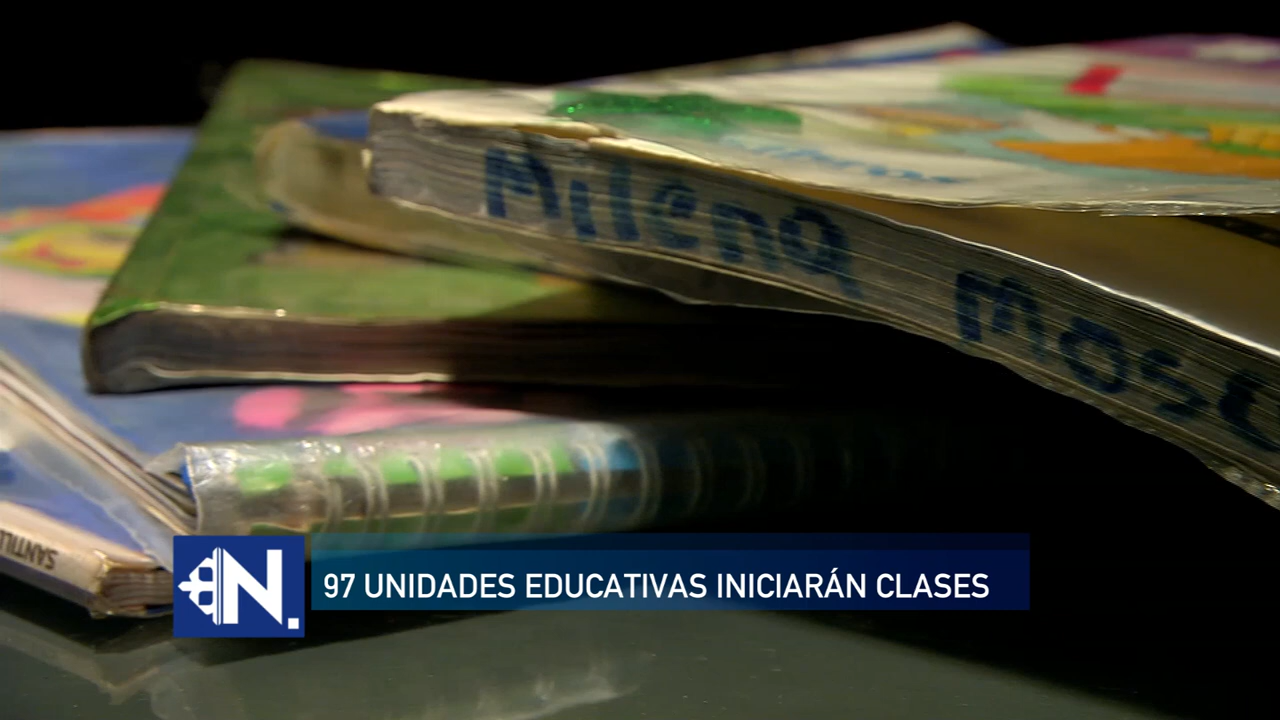 Milena
Mosc
SANTILL
N.
97 UNIDADES EDUCATIVAS INICIARÁN CLASES